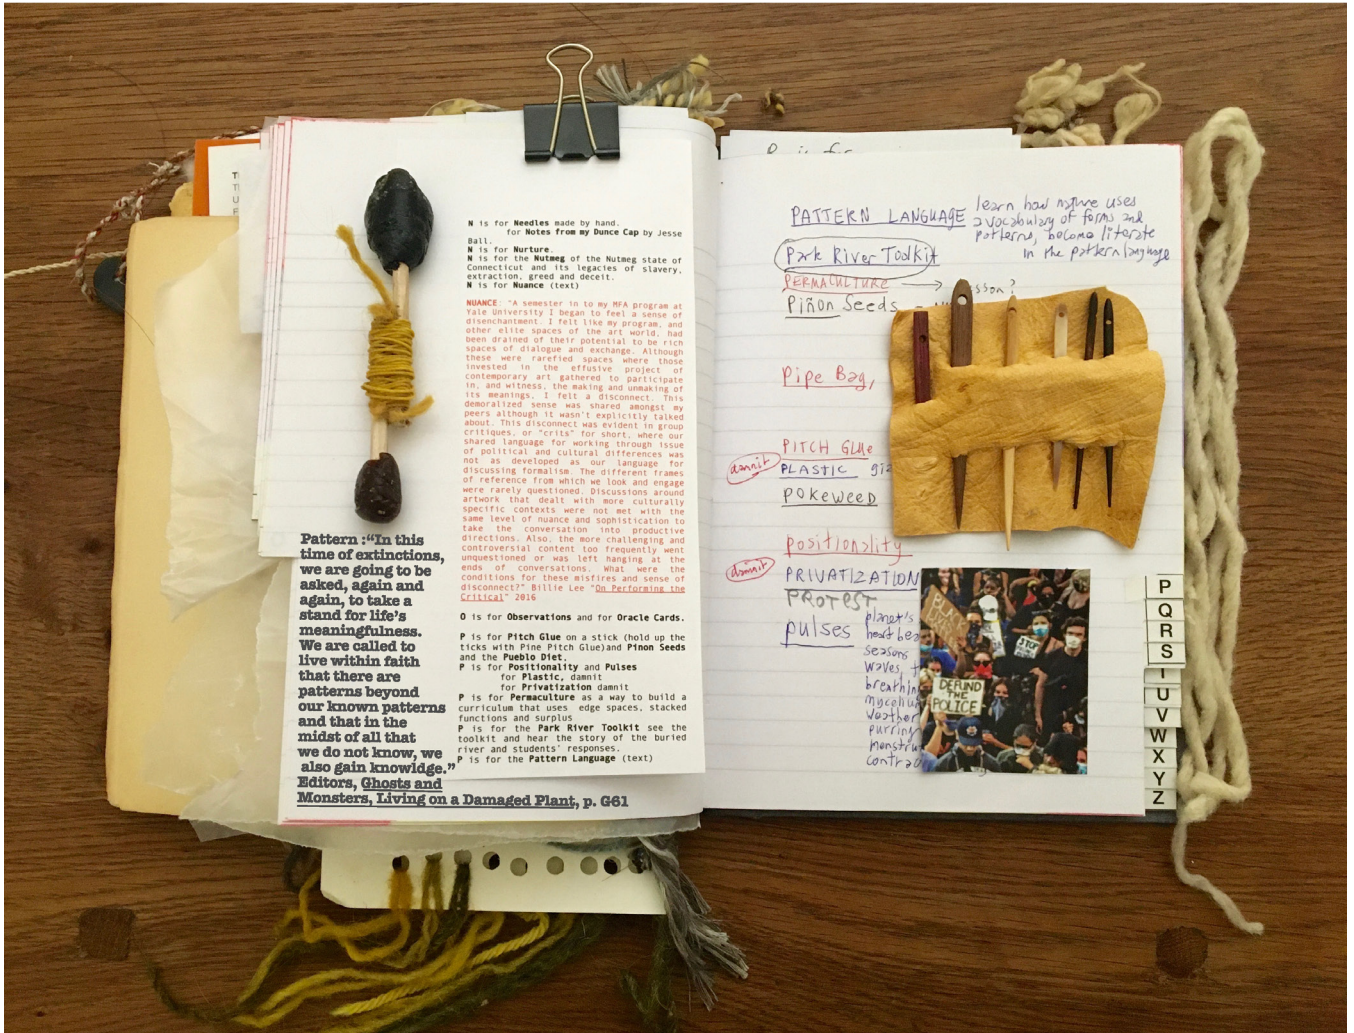 N is for Needles made by hand.
for Notes from my Dunce Cap by Jesse
Ball.
N is for Nurture.
N is for the Nutmeg of the Nutmeg state of
Connecticut and its legacies of slavery,
extraction, greed and deceit.
N is for Nuance (text)
NUANCE: "A semester in to my MFA program at
Yale University I began to feel a sense of
disenchantment. I felt like my program, and
other elite spaces of the art world, had
been drained of their potential to be rich
spaces of dialogue and exchange. Although
these were rarefied spaces where those
invested in the effusive project of
contemporary art gathered to participate
in, and witness, the making and unmaking of
its meanings, I felt a disconnect. This
demoralized sense was shared amongst my
peers although it wasn't explicitly talked
about. This disconnect was evident in group
critiques, or "crits" for short, where our
shared language for working through issue
of political and cultural differences was
not as developed as our language for
discussing formalism. The different frames
of reference from which we look and engage
were rarely questioned. Discussions around
artwork that dealt with more culturally
specific contexts were not met with the
same level of nuance and sophistication to
take the conversation into productive
directions. Also, the more challenging and
controversial content too frequently went
unquestioned or was left hanging at the
ends of conversations. What were the
conditions for these misfires and sense of
disconnect?" Billie Lee "On Performing the
Critical" 2016
O is for Observations and for Oracle Cards.
P is for Pitch Glue on a stick (hold up the
ticks with Pine Pitch Glue)and Pinon Seeds
and the Pueblo Diet,
P is for Positionality and Pulses
for Plastic, damnit
for Privatization damnit
P is for Permaculture as a way to build a
curriculum that uses edge spaces, stacked
functions and surplus
P is for the Park River Toolkit see the
toolkit and hear the story of the buried
river and students' responses.
P is for the Pattern Language (text)
Pattern :"In this
time of extinctions,
we are going to be
asked, again and
again, to take a
stand for life's
meaningfulness.
We are called to
live within faith
that there are
patterns beyond
our known patterns
and that in the
midst of all that
we do not know, we
also gain knowldge."
Editors, Ghosts and
Monsters, Living on a Damaged Plant, p. G61
PATTERN LANGUAGE
learn how nature uses
a vocabulary of forms and
patterns, become literate
in the pattern language
Park River Toolkit
PERMACULTURE
Piñon Seeds
Pipe Bag,
PITCH GLUE
damnit
PLASTIC
POKEWEED
positionality
damnit
PRIVATIZATION
PROTEST
pulses
planet's
heart bea
seasons
waves,
breathin
weather
purring
menstru
contrac
DEFUND
THE
POLICE
P
Q
R
S
U
V
W
X
Y
Z